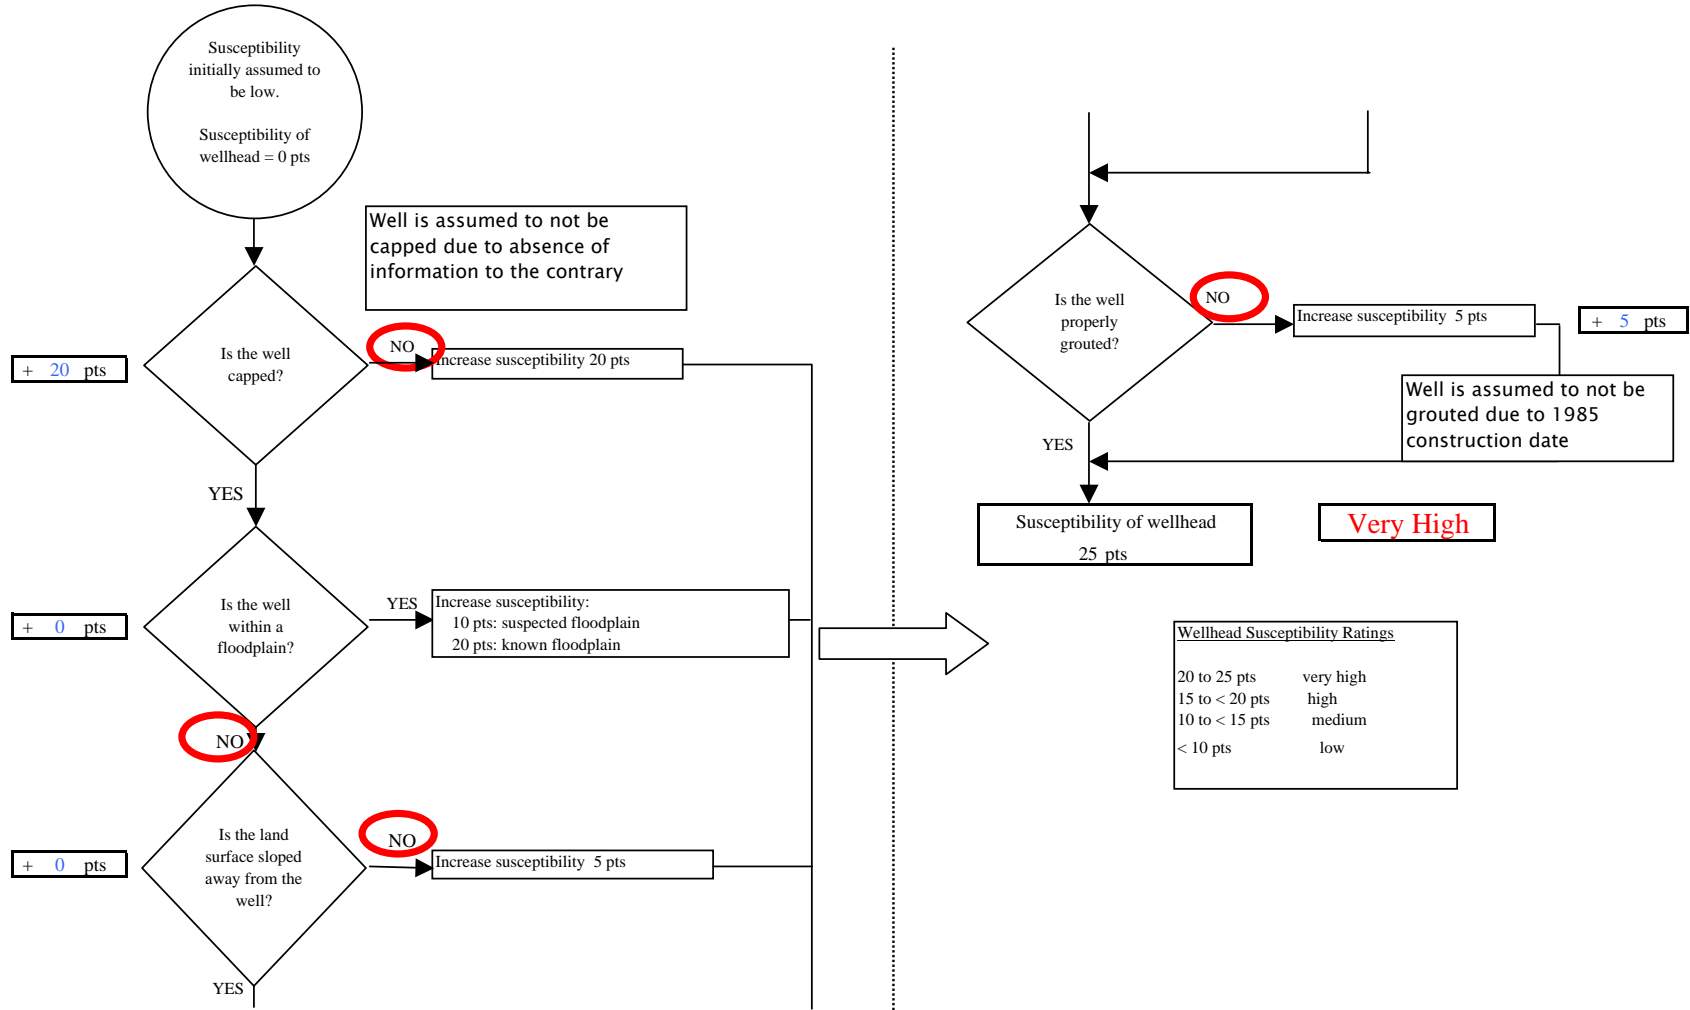 Susceptibility
initially assumed to
be low.
Susceptibility of
wellhead = 0 pts
Well is assumed to not be
capped due to absence of
information to the contrary
+ 20 pts
Is the well
capped?
NO
Increase susceptibility 20 pts
YES
+ 0 pts
Is the well
within a
floodplain?
YES
Increase susceptibility:
10 pts: suspected floodplain
20 pts: known floodplain
NO
+ 0 pts
Is the land
surface sloped
away from the
well?
NO
Increase susceptibility 5 pts
YES
Is the well
properly
grouted?
NO
Increase susceptibility 5 pts
+ 5 pts
Well is assumed to not be
grouted due to 1985
construction date
YES
Susceptibility of wellhead
25 pts
Very High
Wellhead Susceptibility Ratings
20 to 25 pts very high
15 to < 20 pts high
10 to < 15 pts medium
< 10 pts low